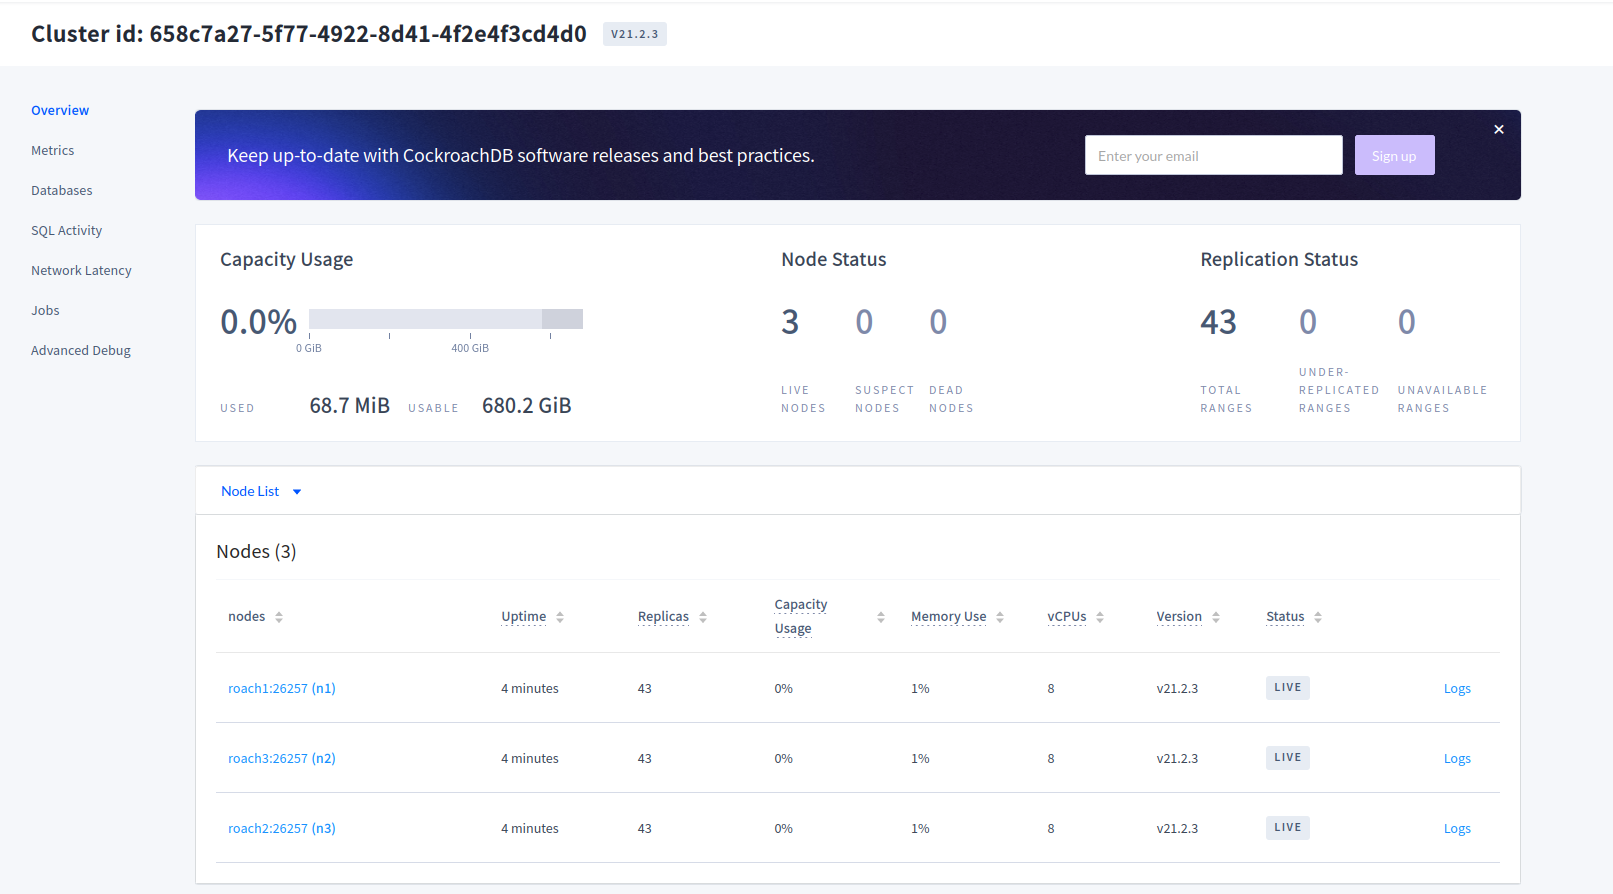 Cluster id: 658c7a27-5f77-4922-8d41-4f2e4f3cd4d0 V21.2.3
Overview
Metrics
Databases
SQL Activity
Network Latency
Jobs
Advanced Debug
Keep up-to-date with CockroachDB software releases and best practices. Enter your email Sign up ×
Capacity Usage
0.0%
0 GiB 400 GiB
USED 68.7 MiB USABLE 680.2 GiB
Node Status
3 0 0
LIVE SUSPECT DEAD
NODES NODES NODES
Replication Status
43 0 0
UNDER-
TOTAL REPLICATED UNAVAILABLE
RANGES RANGES RANGES
Node List
Nodes (3)
nodes Uptime Replicas Capacity Usage Memory Use vCPUs Version Status
roach1:26257 (n1) 4 minutes 43 0% 1% 8 v21.2.3 LIVE Logs
roach3:26257 (n2) 4 minutes 43 0% 1% 8 v21.2.3 LIVE Logs
roach2:26257 (n3) 4 minutes 43 0% 1% 8 v21.2.3 LIVE Logs